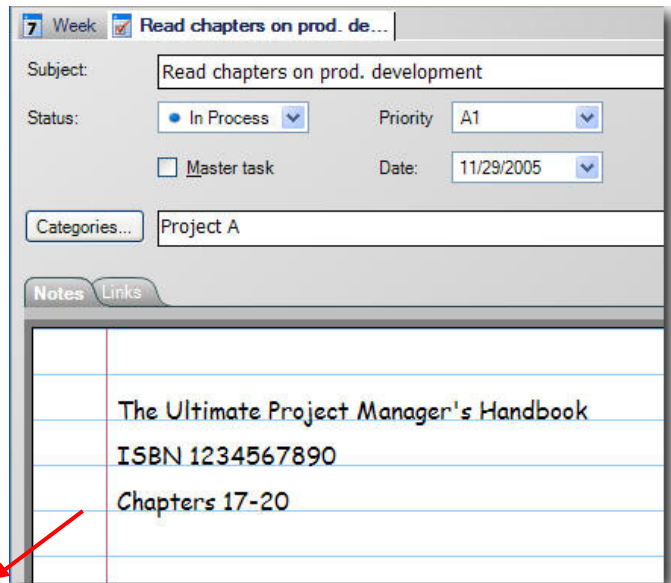 7 Week Read chapters on prod. de...
Subject: Read chapters on prod. development
Status: In Process Priority A1
Master task Date: 11/29/2005
Categories... Project A
Notes Links
The Ultimate Project Manager's Handbook
ISBN 1234567890
Chapters 17-20